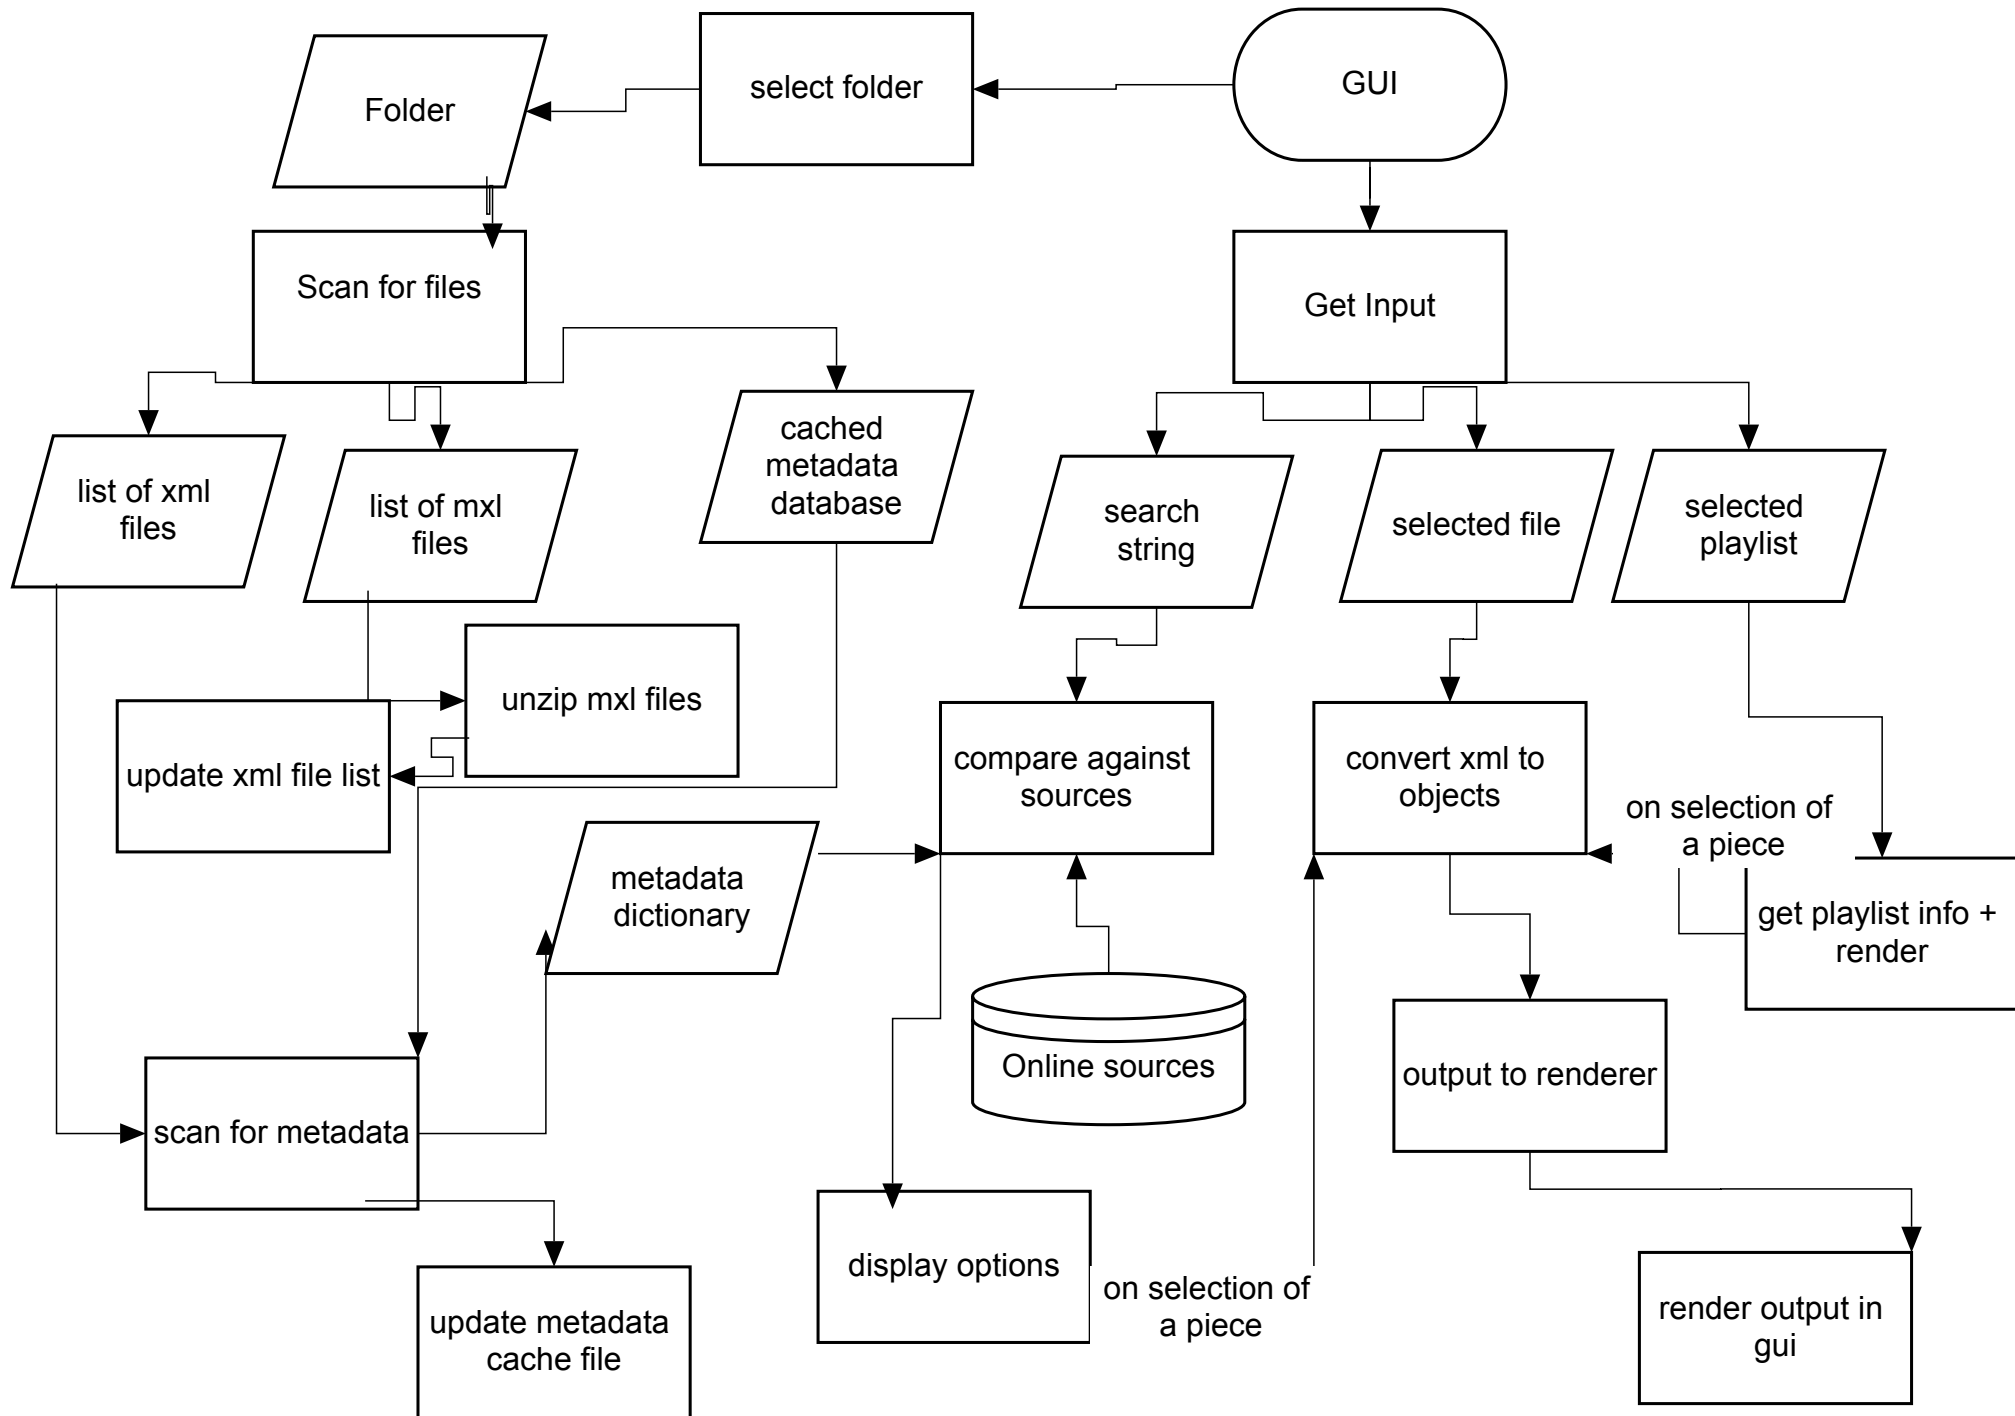 GUI
select folder
Folder
Scan for files
Get Input
cached
metadata
database
list of xml
files
list of mxl
files
search
string
selected file
selected
playlist
unzip mxl files
update xml file list
compare against
sources
convert xml to
objects
on selection of
a piece
metadata
dictionary
get playlist info +
render
Online sources
output to renderer
scan for metadata
display options
on selection of
a piece
update metadata
cache file
render output in
gui